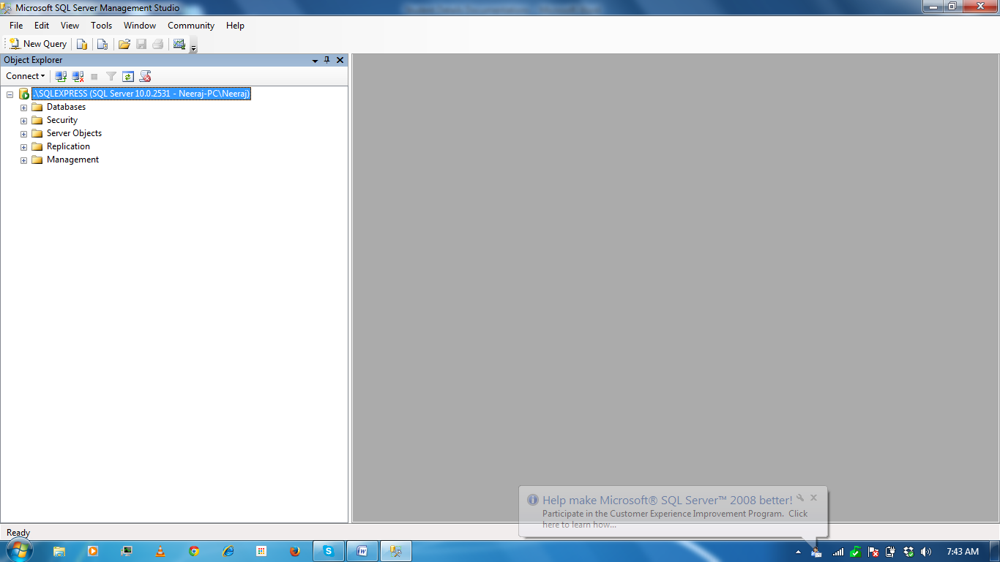 Microsoft SQL Server Management Studio
File Edit View Tools Window Community Help
New Query
Object Explorer
Connect
.\SQLEXPRESS (SQL Server 10.0.2531 - Neeraj-PC\Neeraj)
Databases
Security
Server Objects
Replication
Management
Help make Microsoft® SQL Server™ 2008 better!
Participate in the Customer Experience Improvement Program. Click
here to learn how...
Ready
7:43 AM